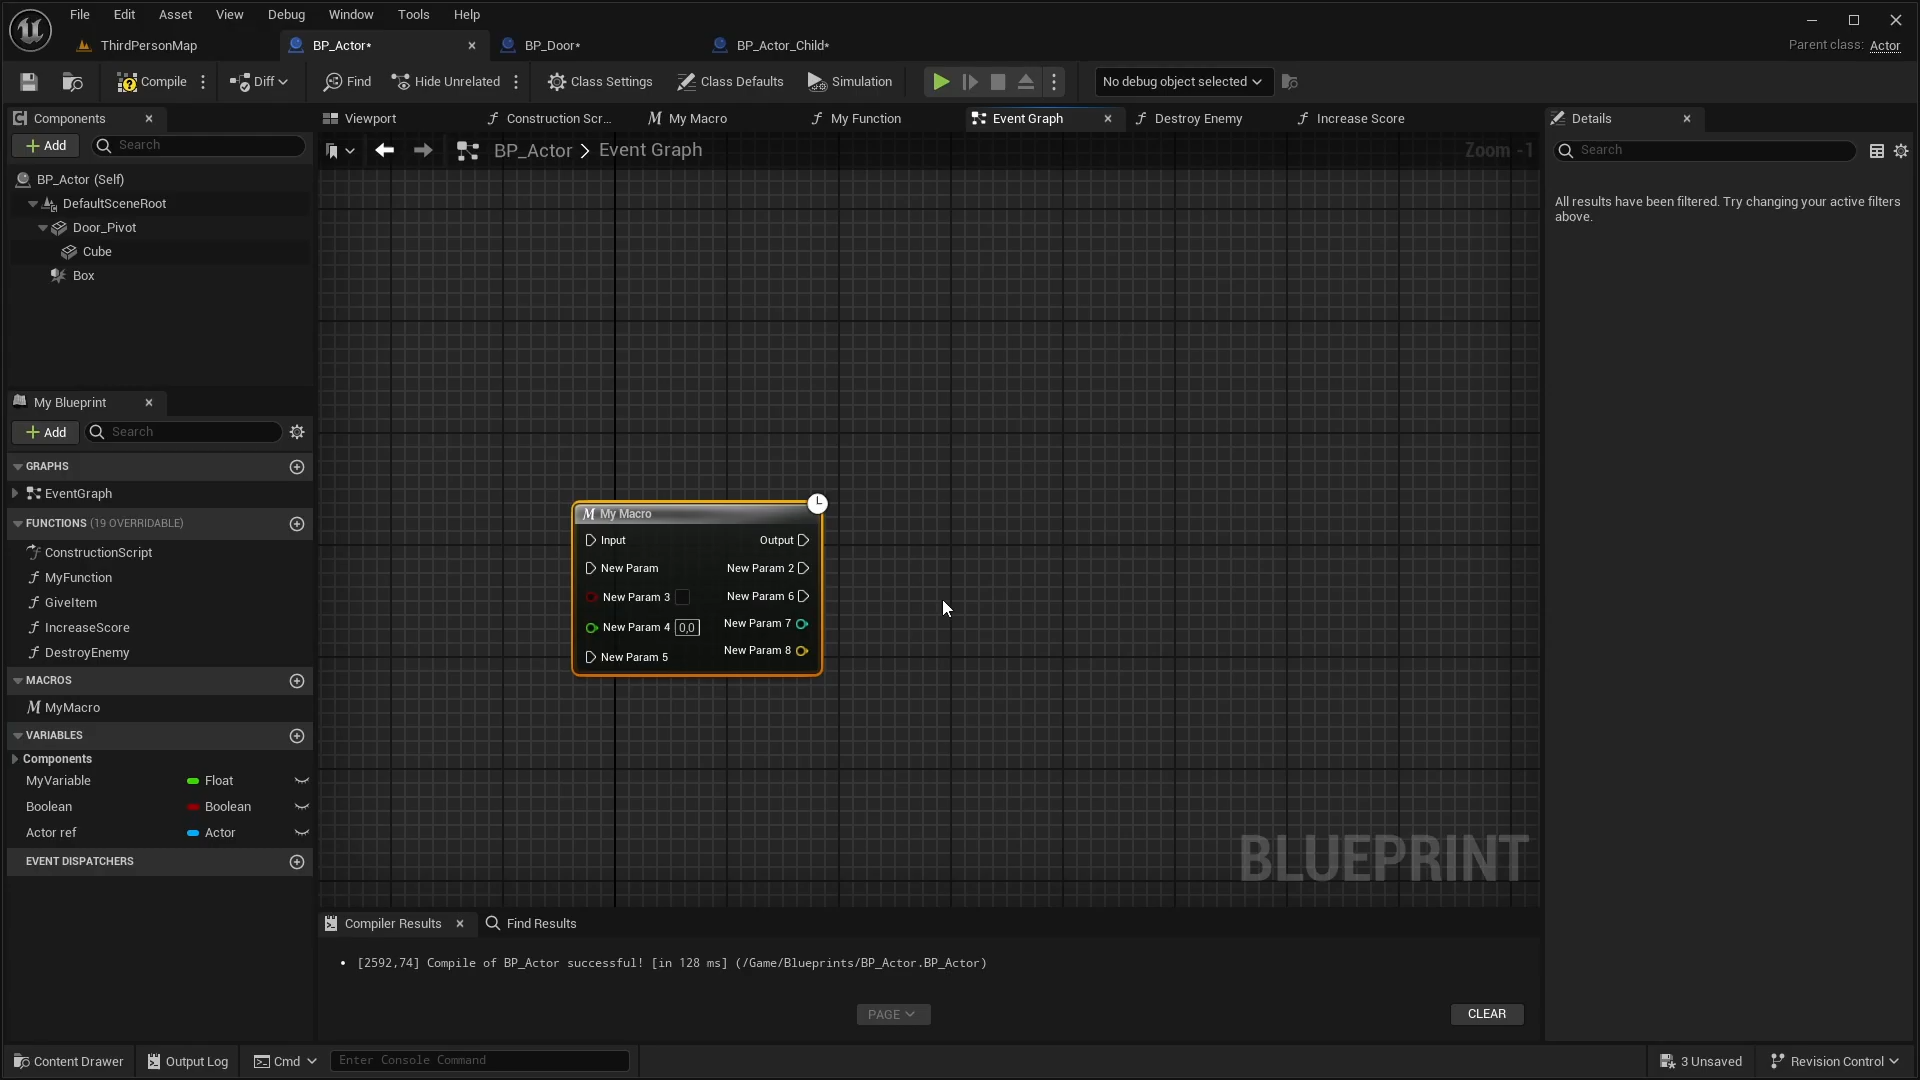 File Edit Asset View Debug Window Tools Help
ThirdPersonMap BP_Actor* BP_Door* BP_Actor_Child* Parent class: Actor
Compile Diff Find Hide Unrelated Class Settings Class Defaults Simulation No debug object selected
Components
Viewport Construction Scr... My Macro My Function Event Graph Destroy Enemy Increase Score
Details
+ Add Search
BP_Actor > Event Graph Zoom -1
Search
BP_Actor (Self)
DefaultSceneRoot
Door_Pivot
Cube
Box
All results have been filtered. Try changing your active filters
above.
My Blueprint
+ Add Search
GRAPHS
EventGraph
FUNCTIONS (19 OVERRIDABLE)
ConstructionScript
MyFunction
GiveItem
IncreaseScore
DestroyEnemy
MACROS
MyMacro
VARIABLES
Components
MyVariable Float
Boolean Boolean
Actor ref Actor
EVENT DISPATCHERS
My Macro
Input Output
New Param New Param 2
New Param 3 New Param 6
New Param 4 0,0 New Param 7
New Param 5 New Param 8
BLUEPRINT
Compiler Results Find Results
• [2592,74] Compile of BP_Actor successful! [in 128 ms] (/Game/Blueprints/BP_Actor.BP_Actor)
PAGE CLEAR
Content Drawer Output Log Cmd Enter Console Command 3 Unsaved Revision Control